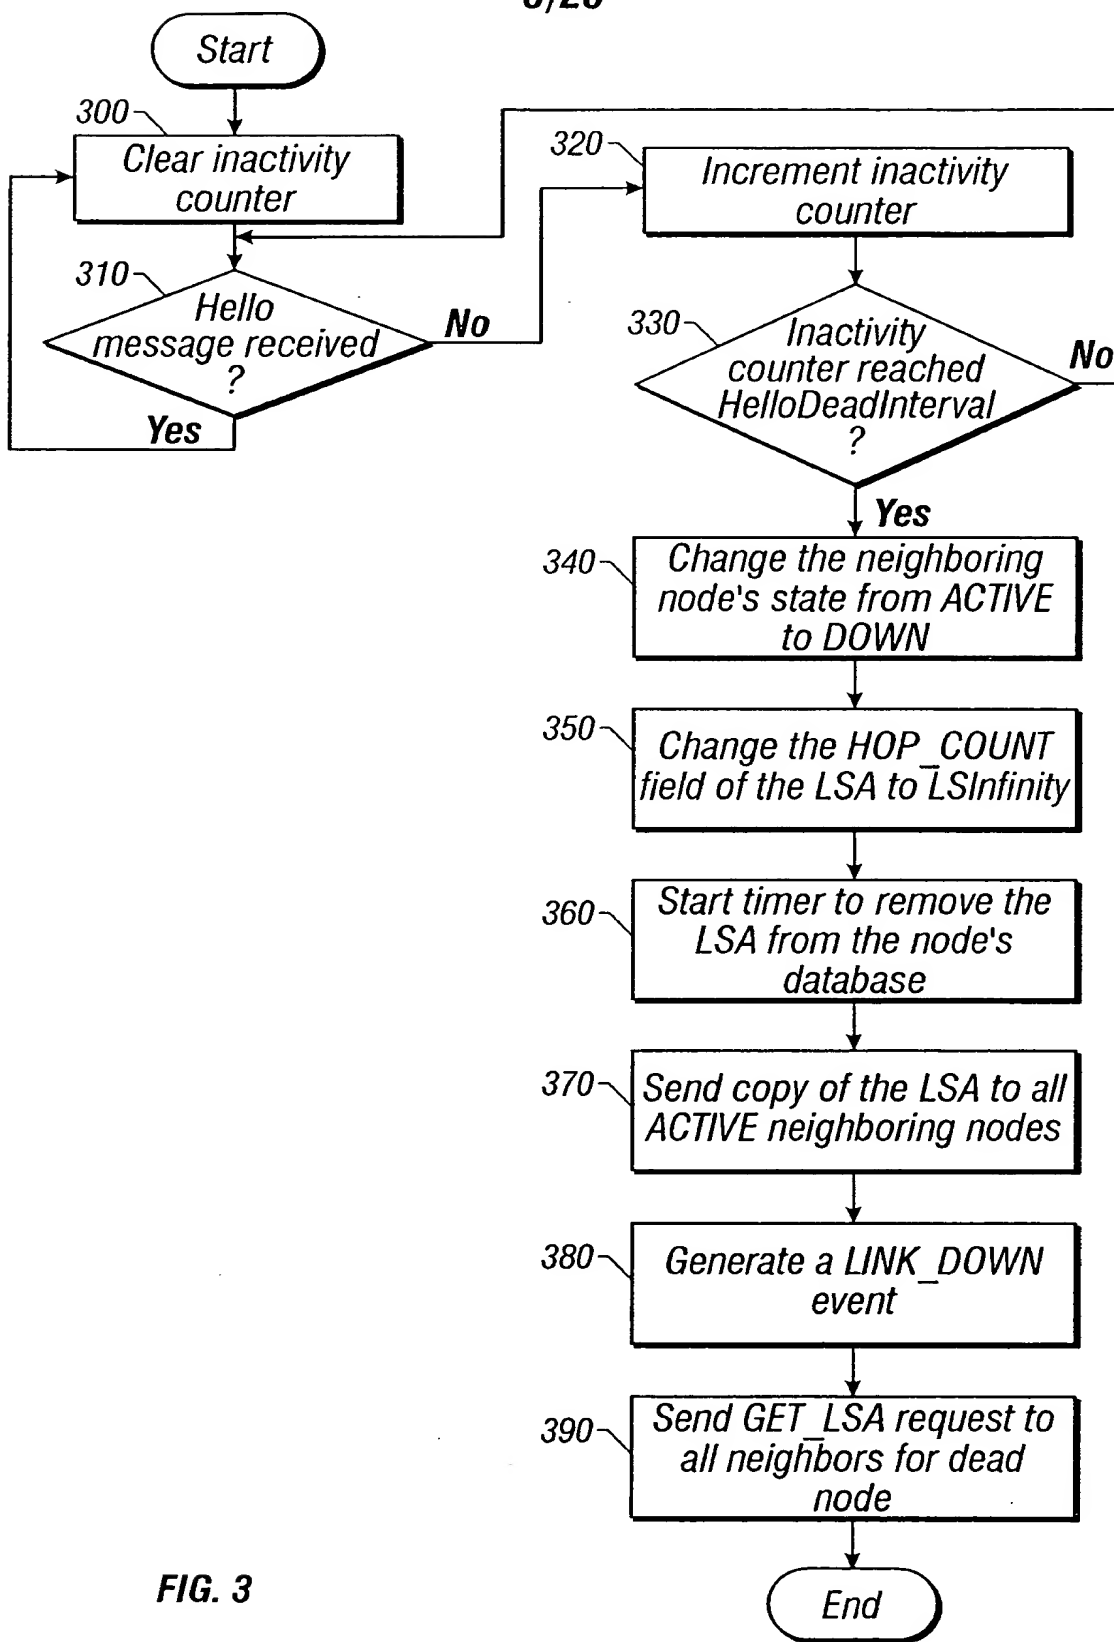 Start
300
Clear inactivity
counter
310
Hello
message received
?
No
Yes
320
Increment inactivity
counter
330
Inactivity
counter reached
HelloDeadInterval
?
No
Yes
340
Change the neighboring
node's state from ACTIVE
to DOWN
350
Change the HOP_COUNT
field of the LSA to LSInfinity
360
Start timer to remove the
LSA from the node's
database
370
Send copy of the LSA to all
ACTIVE neighboring nodes
380
Generate a LINK_DOWN
event
390
Send GET_LSA request to
all neighbors for dead
node
End
FIG. 3